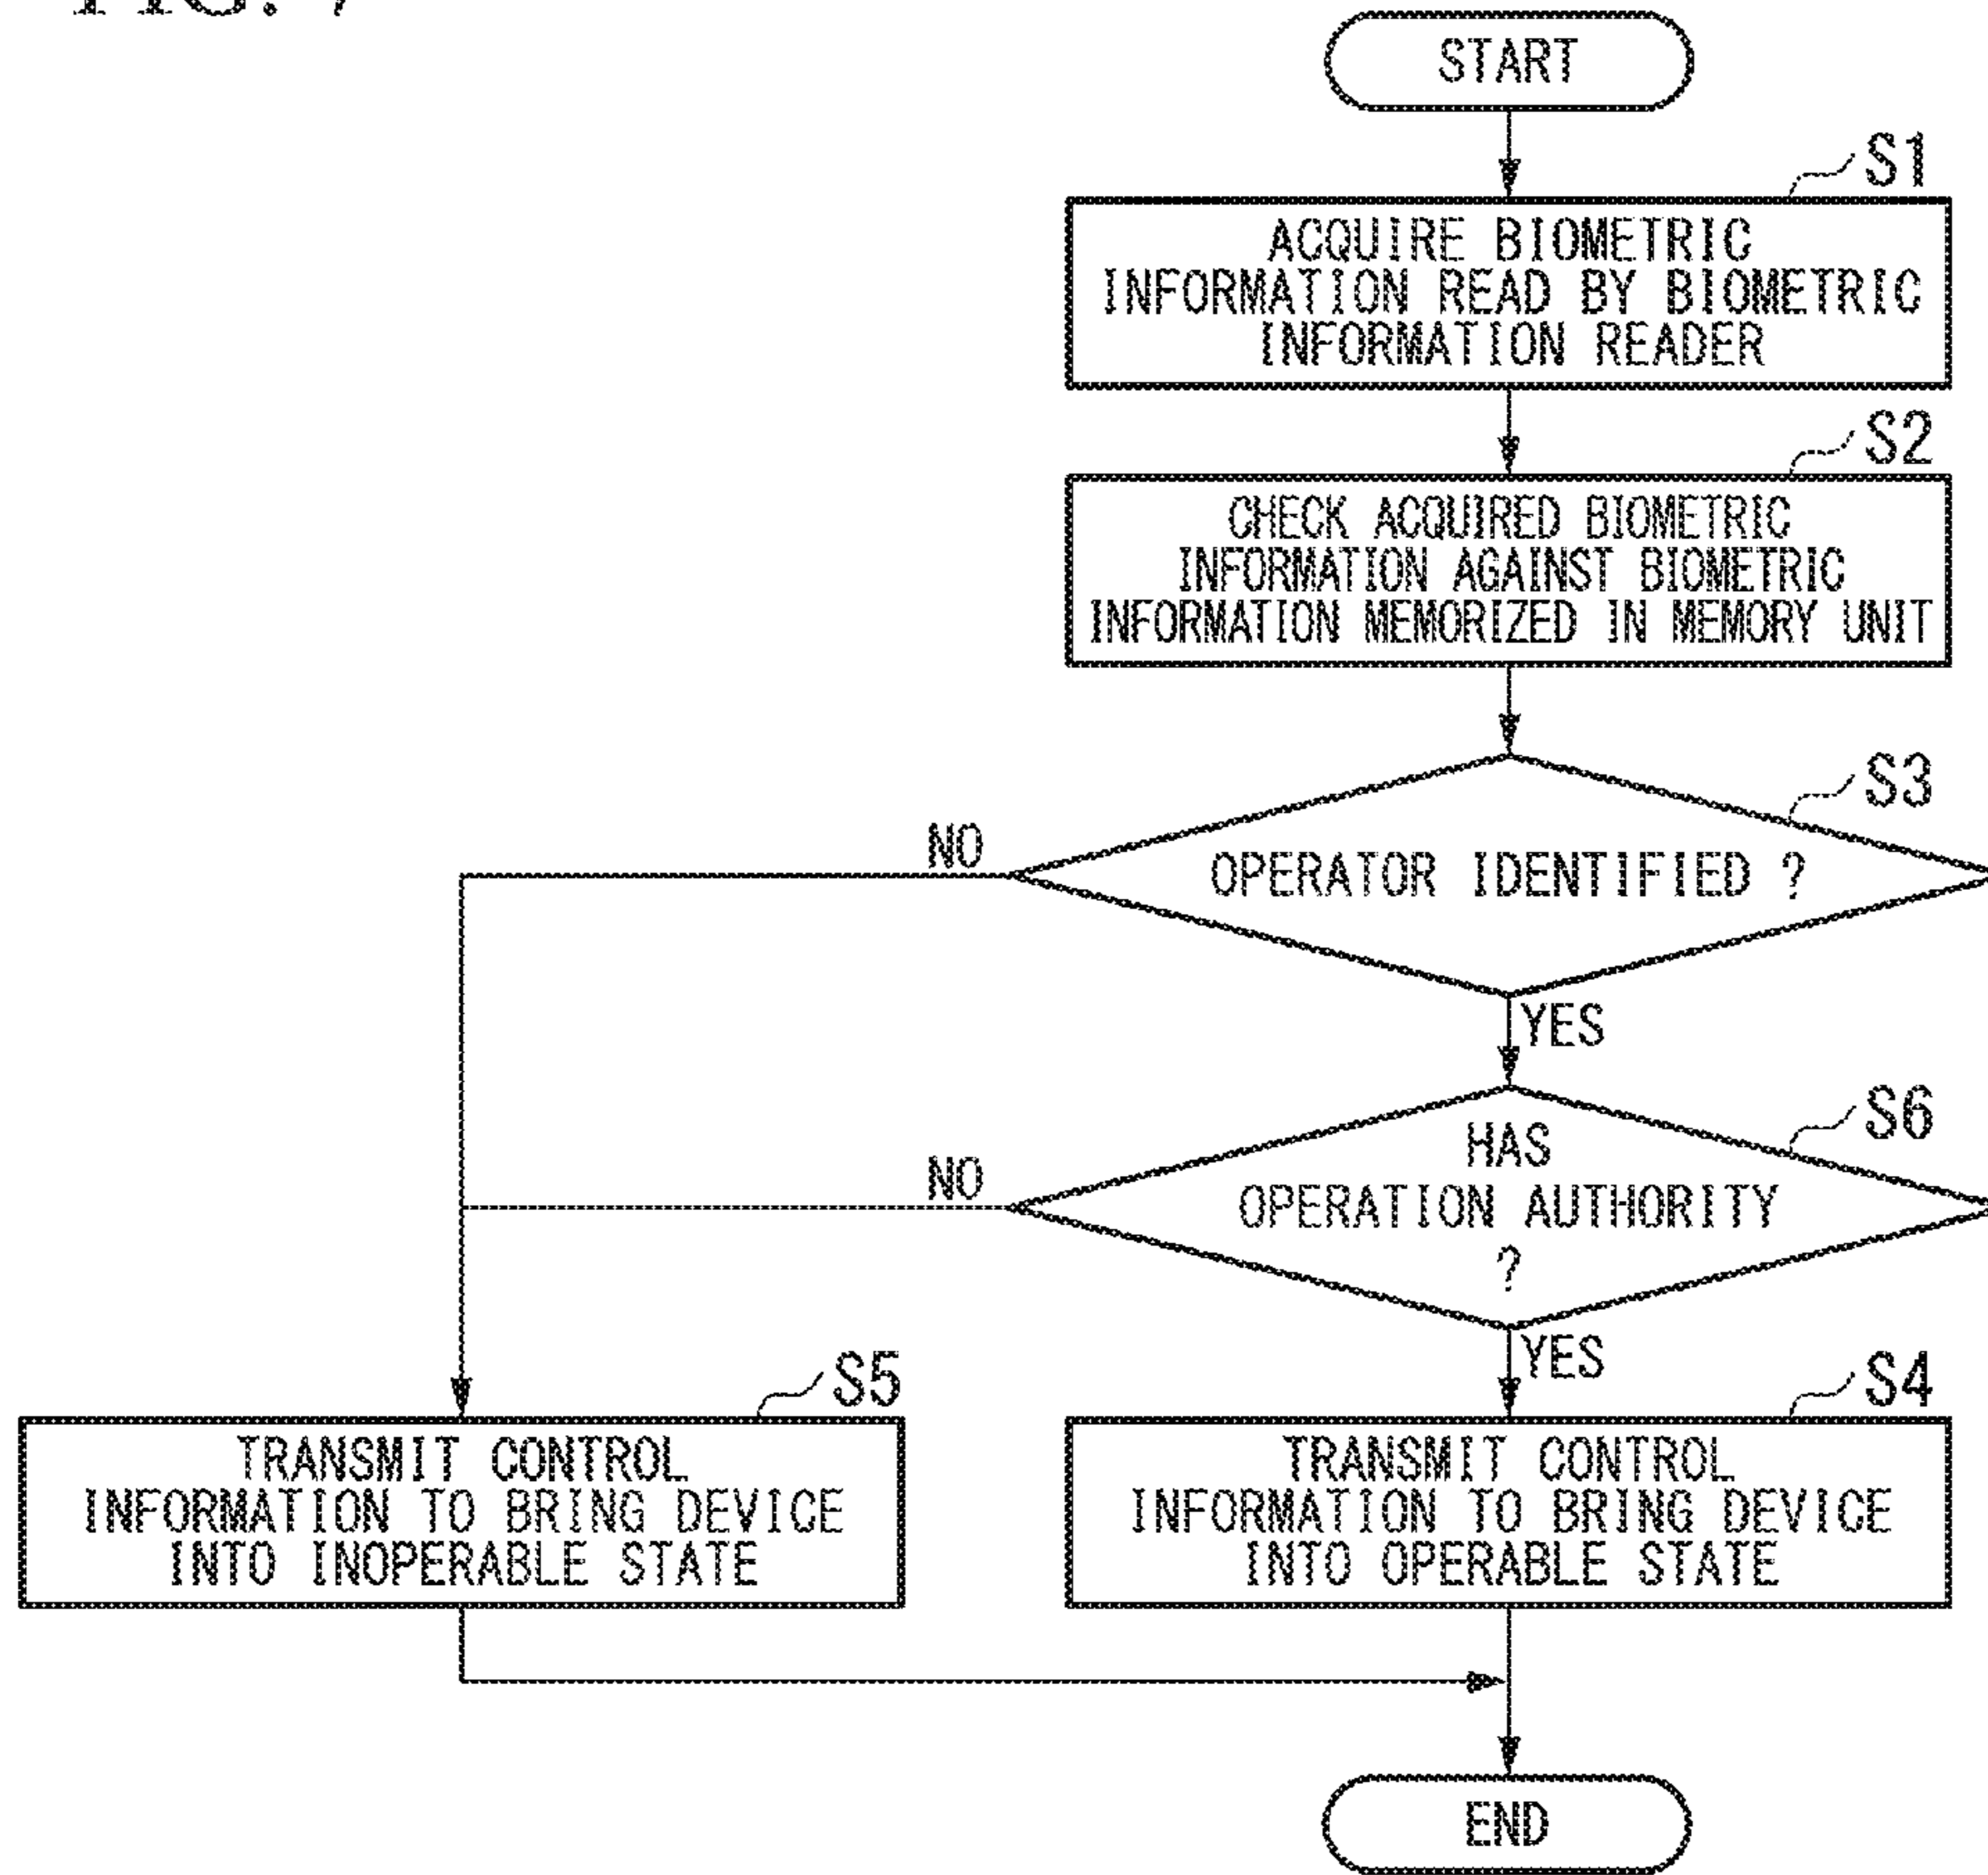 FIG. 7
START
S1
ACQUIRE BIOMETRIC
INFORMATION READ BY BIOMETRIC
INFORMATION READER
S2
CHECK ACQUIRED BIOMETRIC
INFORMATION AGAINST BIOMETRIC
INFORMATION MEMORIZED IN MEMORY UNIT
S3
NO
OPERATOR IDENTIFIED ?
YES
S6
HAS
NO
OPERATION AUTHORITY
?
YES
S5
S4
TRANSMIT CONTROL
INFORMATION TO BRING DEVICE
INTO INOPERABLE STATE
TRANSMIT CONTROL
INFORMATION TO BRING DEVICE
INTO OPERABLE STATE
END